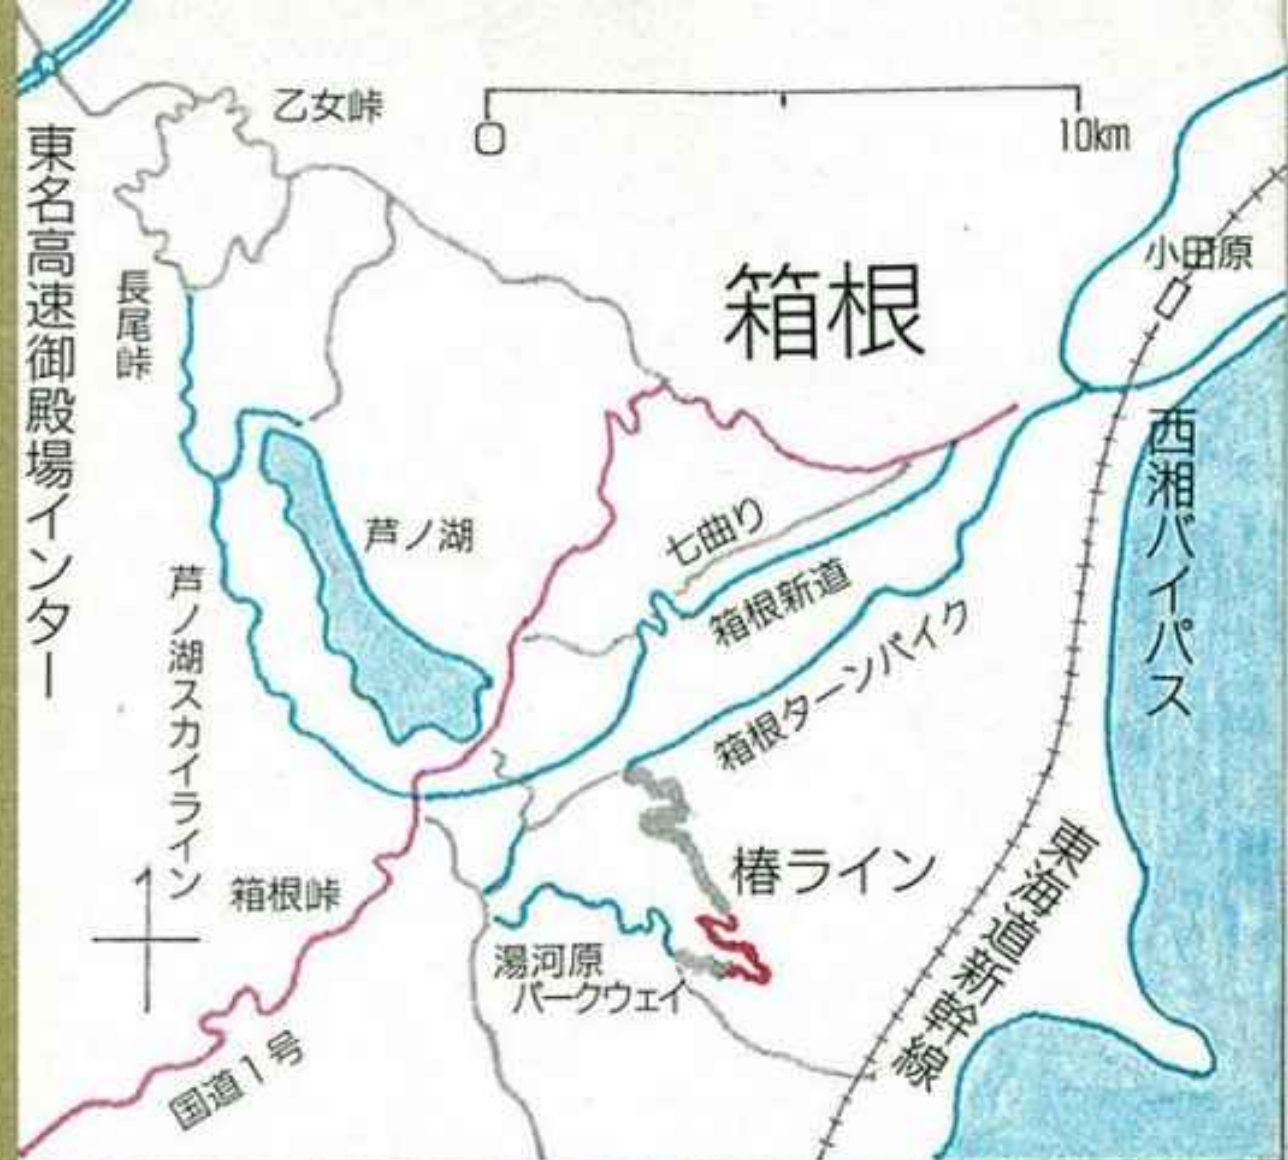 乙女峠
0
10km
東名高速御殿場インター
小田原
長尾峠
箱根
西湘バイパス
芦ノ湖
七曲り
箱根新道
芦ノ湖スカイライン
箱根ターンパイク
椿ライン
東海道新幹線
箱根峠
湯河原
パークウェイ
国道1号